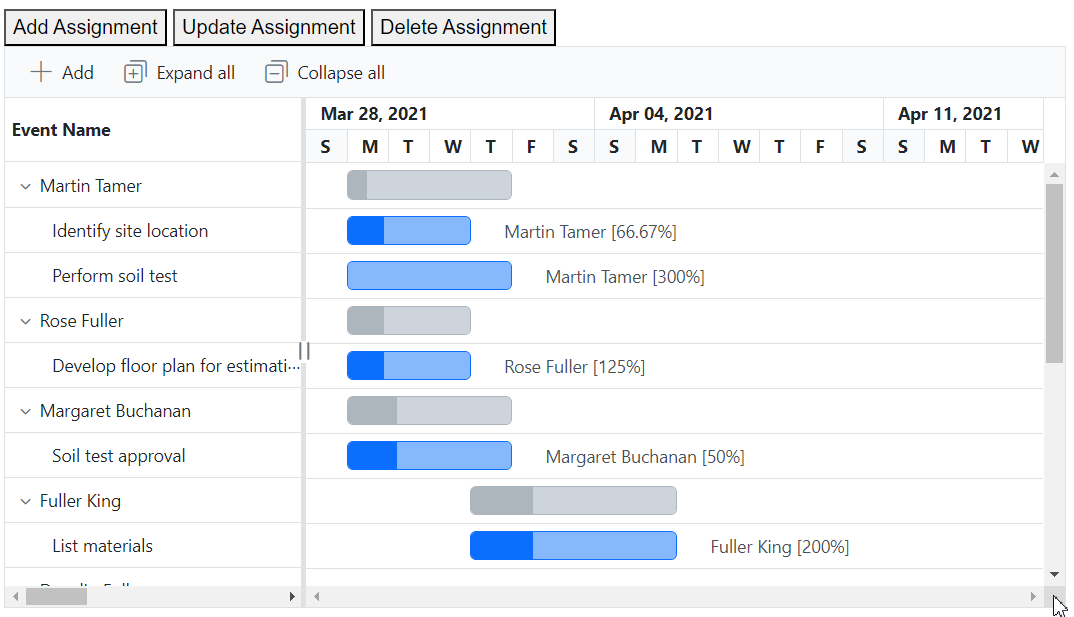 Add Assignment Update Assignment Delete Assignment
Add Expand all Collapse all
Event Name
Mar 28, 2021 Apr 04, 2021 Apr 11, 2021
S M T W T F S S M T W T F S S M T W
Martin Tamer
Identify site location Martin Tamer [66.67%]
Perform soil test Martin Tamer [300%]
Rose Fuller
Develop floor plan for estimati... Rose Fuller [125%]
Margaret Buchanan
Soil test approval Margaret Buchanan [50%]
Fuller King
List materials Fuller King [200%]